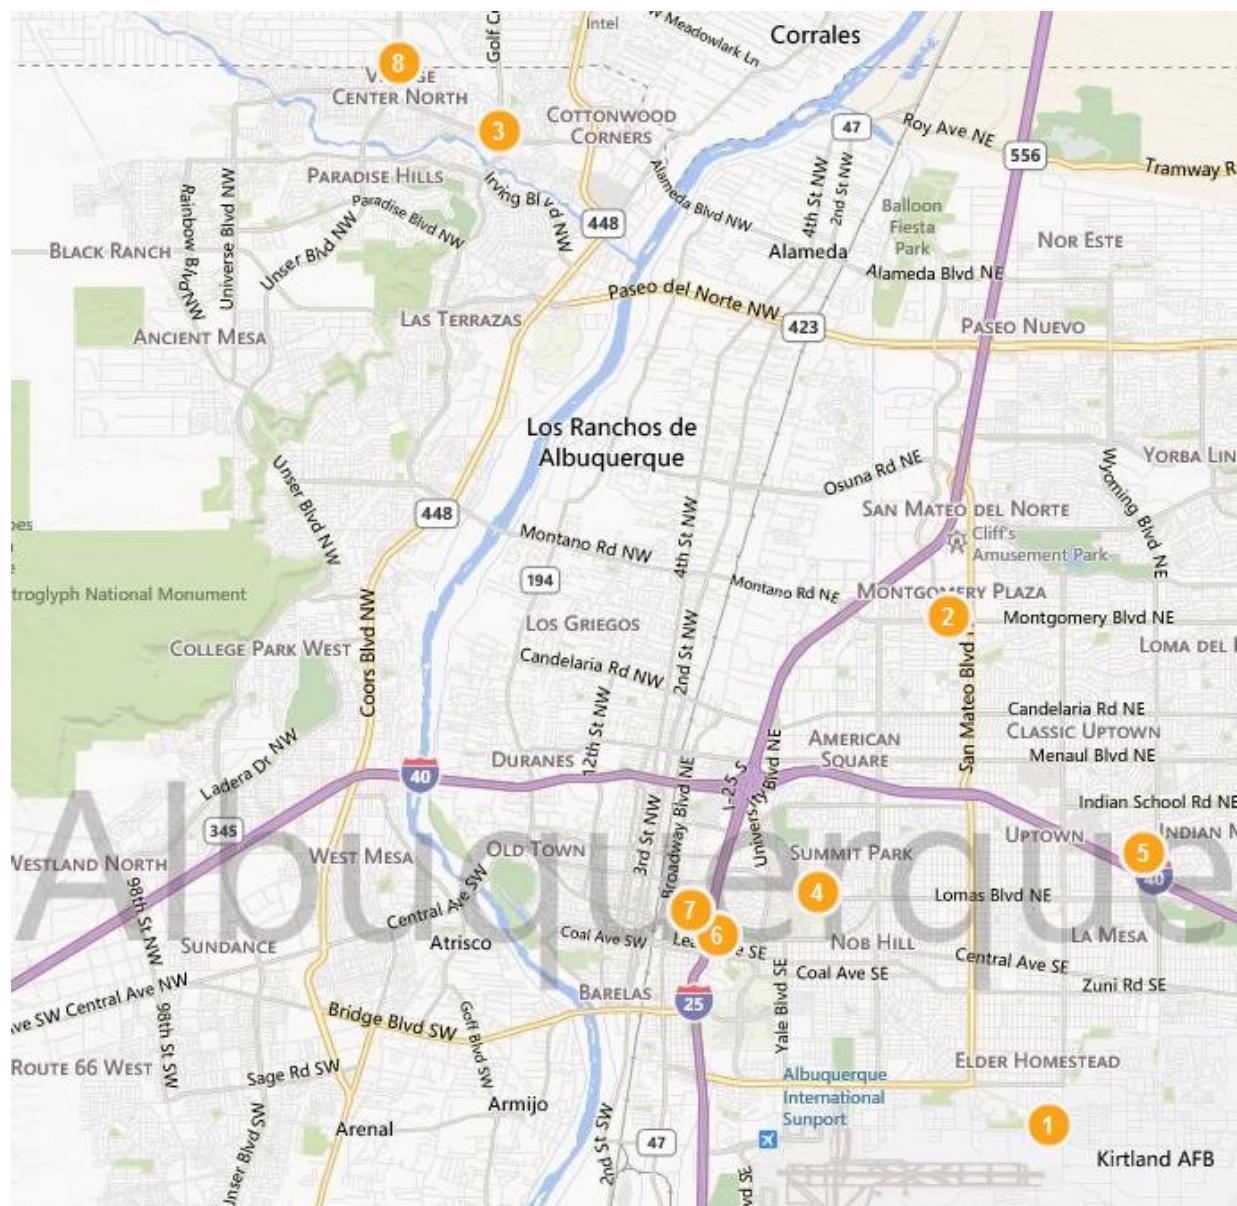 Intel
W Meadowlark Ln
Corrales
Golf C
8
CENTER NORTH
3
COTTONWOOD
CORNERS
47
Roy Ave NE
556
Tramway R
PARADISE HILLS
Irving Blvd NW
Alameda Blvd NW
4th St NW
2nd St NW
Balloon
Fiesta
Park
Rainbow Blvd NW
Universe Blvd NW
Unser Blvd NW
Paradise Blvd NW
448
BLACK RANCH
Alameda
NOR ESTE
Alameda Blvd NE
Paseo del Norte NW
ANCIENT MESA
LAS TERRAZAS
423
PASEO NUEVO
Los Ranchos de
Albuquerque
Osuna Rd NE
YORBA LIN
Wyoming Blvd NE
Unser Blvd NW
448
SAN MATEO DEL NORTE
Cliff's
Amusement Park
Montano Rd NW
4th St NW
194
Montano Rd NE
MONTGOMERY PLAZA
troglyph National Monument
2
Montgomery Blvd NE
LOS GRIEGOS
COLLEGE PARK WEST
Coors Blvd NW
Candelaria Rd NW
2nd St NW
San Mateo Blvd
LOMA DEL
Candelaria Rd NE
CLASSIC UPTOWN
Menaul Blvd NE
Ladera Dr NW
40
DURANES
12th St NW
AMERICAN
SQUARE
Broadway Blvd NE
I-25 S
University Blvd NE
Indian School Rd NE
345
Albuquerque
3rd St NW
UPTOWN
INDIAN M
WESTLAND NORTH
WEST MESA
OLD TOWN
SUMMIT PARK
5
40
98th St NW
Central Ave SW
7
4
Lomas Blvd NE
6
SUNDANCE
Atrisco
Coal Ave SW
NOB HILL
LA MESA
Central Ave SE
Coal Ave SE
Zuni Rd SE
ve SW Central Ave NW
BARELAS
25
Yale Blvd SE
98th St SW
Bridge Blvd SW
Goff Blvd SW
ROUTE 66 WEST
Sage Rd SW
ELDER HOMESTEAD
Albuquerque
International
Sunport
Armijo
1
Arenal
Unser Blvd SW
2nd St SW
47
vd SE
Kirtland AFB